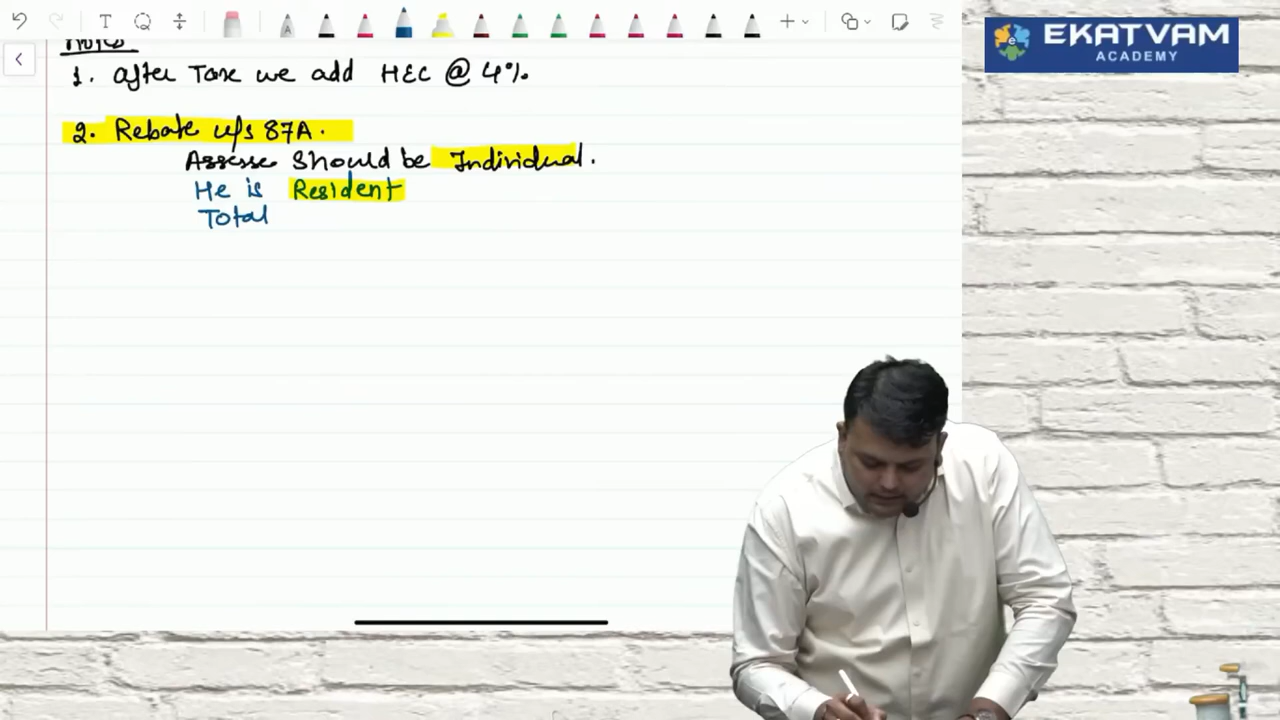 Note
1. After Tax we add HEC @ 4%
2. Rebate u/s 87A.
Assesse should be Individual.
He is Resident
Total
EKATVAM
ACADEMY